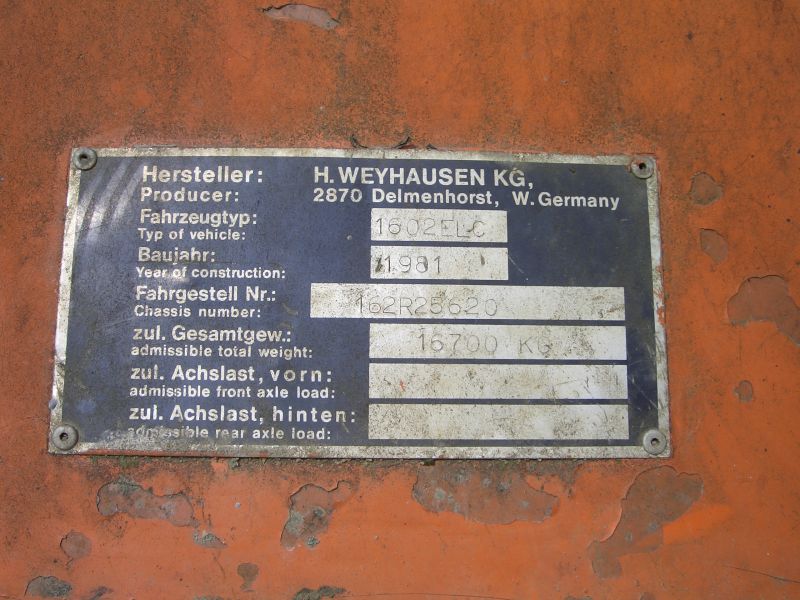 Hersteller: H. WEYHAUSEN KG,
Producer: 2870 Delmenhorst, W. Germany
Fahrzeugtyp: 1602ELC
Typ of vehicle:
Baujahr: 1981
Year of construction:
Fahrgestell Nr.: 162R25620
Chassis number:
zul. Gesamtgew.: 16700 KG
admissible total weight:
zul. Achslast, vorn:
admissible front axle load:
zul. Achslast, hinten:
admissible rear axle load: